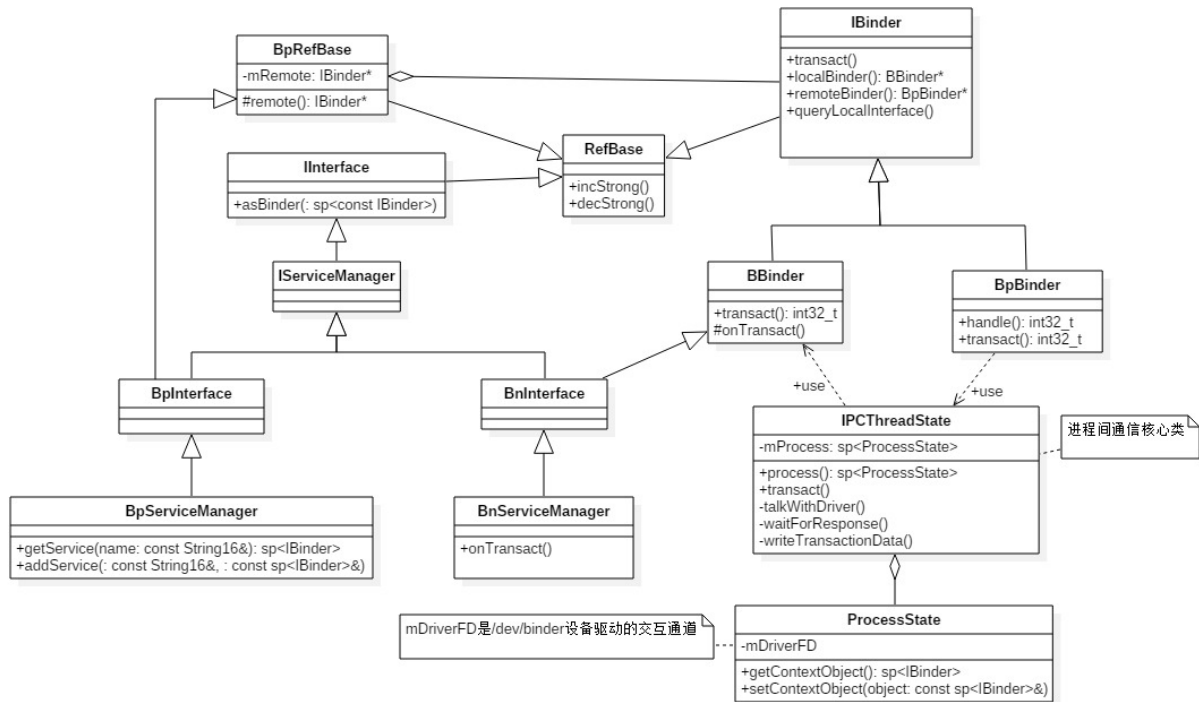 IBinder
+transact()
+localBinder(): BBinder*
+remoteBinder(): BpBinder*
+queryLocalInterface()
BpRefBase
-mRemote: IBinder*
#remote(): IBinder*
RefBase
+incStrong()
+decStrong()
IInterface
+asBinder(: sp<const IBinder>)
IServiceManager
BBinder
+transact(): int32_t
#onTransact()
BpBinder
+handle(): int32_t
+transact(): int32_t
BpInterface
BnInterface
+use
+use
IPCThreadState
-mProcess: sp<ProcessState>
+process(): sp<ProcessState>
+transact()
-talkWithDriver()
-waitForResponse()
-writeTransactionData()
进程间通信核心类
BpServiceManager
+getService(name: const String16&): sp<IBinder>
+addService(: const String16&, : const sp<IBinder>&)
BnServiceManager
+onTransact()
mDriverFD是/dev/binder设备驱动的交互通道
ProcessState
-mDriverFD
+getContextObject(): sp<IBinder>
+setContextObject(object: const sp<IBinder>&)